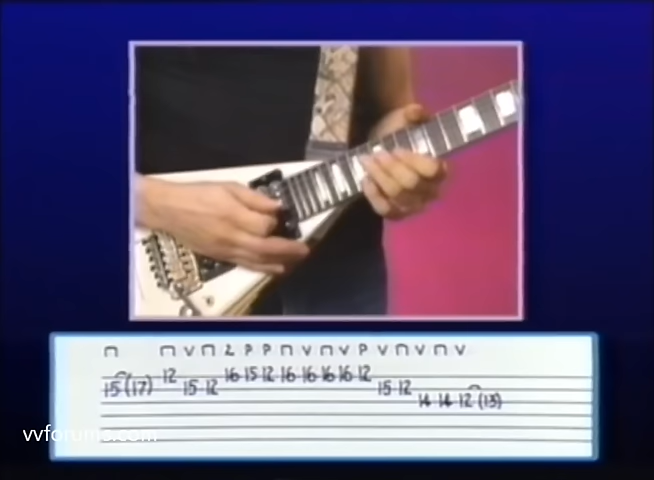 ⊓ ⊓ V ⊓ L P P ⊓ V ⊓ V P V ⊓ V ⊓ V
12 16 15 12 16 16 16 16 12
15 (17) 15 12 15 12
14 14 12 (13)
vvforums.com